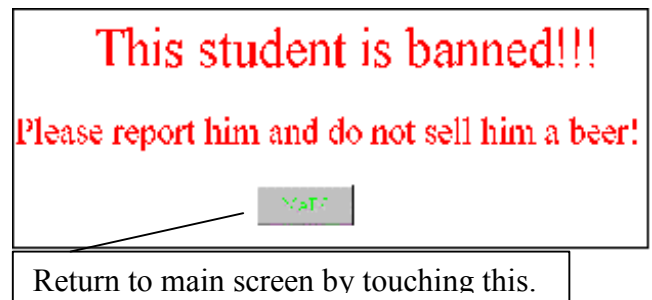 This student is banned!!!
Please report him and do not sell him a beer!
Return to main screen by touching this.